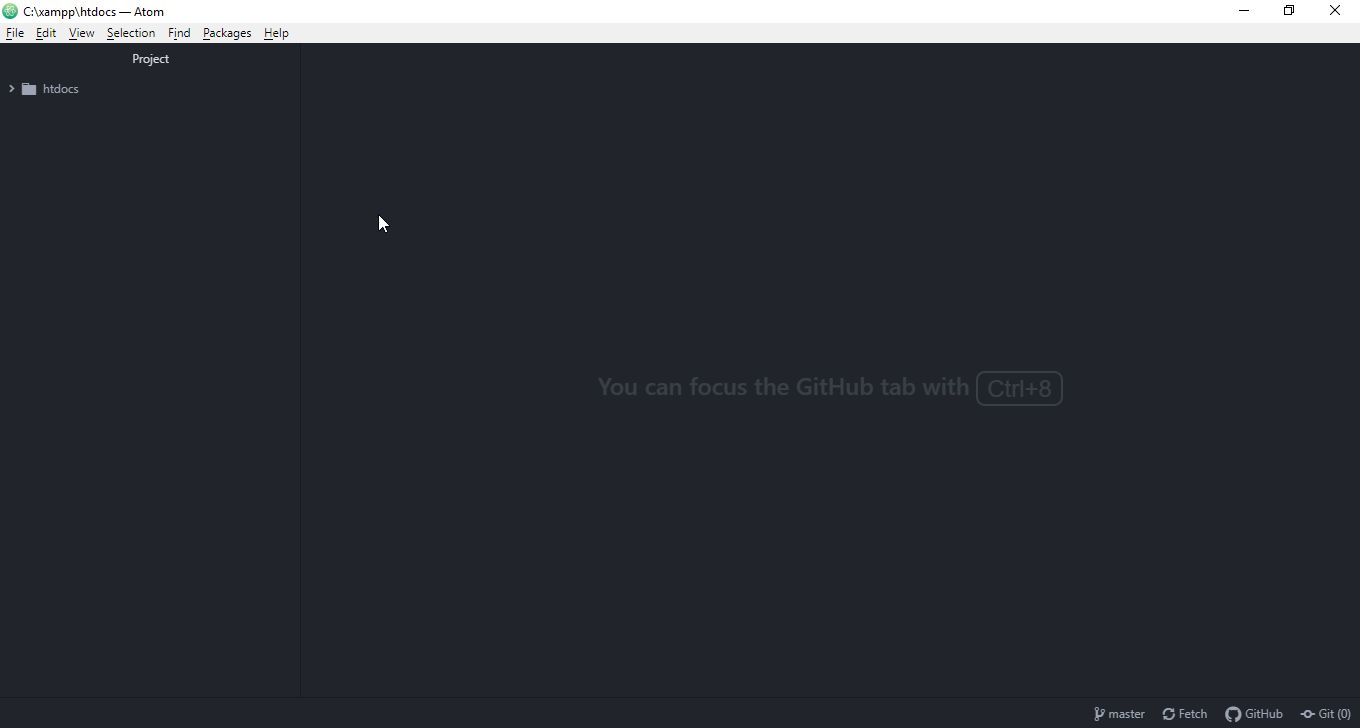 C:\xampp\htdocs — Atom
File Edit View Selection Find Packages Help
Project
htdocs
You can focus the GitHub tab with Ctrl+8
master Fetch GitHub Git (0)